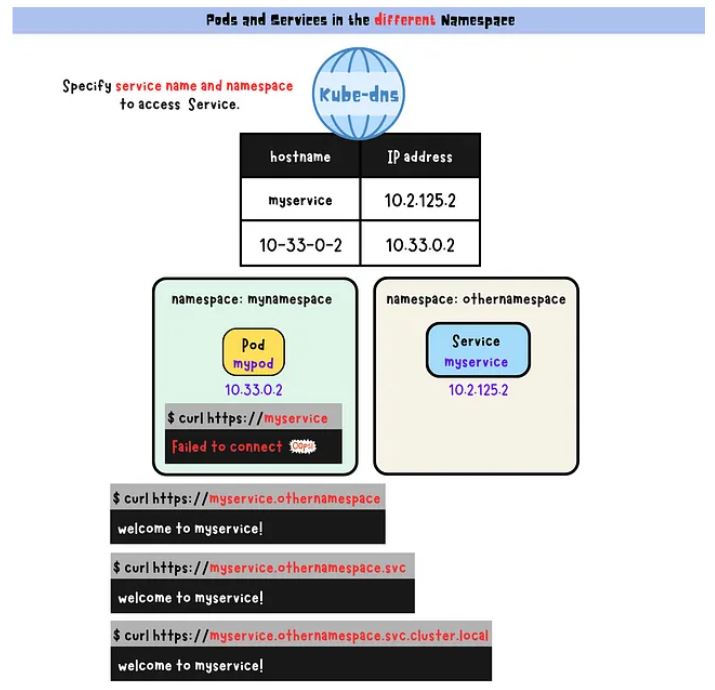 Pods and Services in the different Namespace
Specify service name and namespace
to access Service.
Kube-dns
hostname IP address
myservice 10.2.125.2
10-33-0-2 10.33.0.2
namespace: mynamespace
Pod
mypod
10.33.0.2
$ curl https://myservice
Failed to connect Oops!
namespace: othernamespace
Service
myservice
10.2.125.2
$ curl https://myservice.othernamespace
welcome to myservice!
$ curl https://myservice.othernamespace.svc
welcome to myservice!
$ curl https://myservice.othernamespace.svc.cluster.local
welcome to myservice!